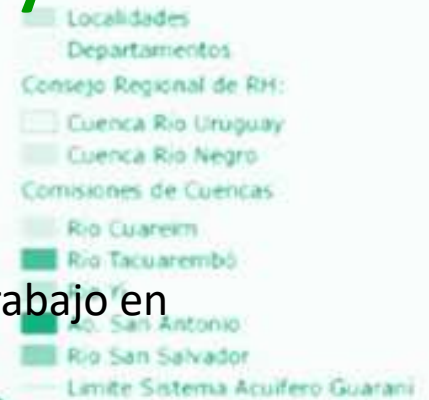 Localidades
Departamentos
Consejo Regional de RH:
Cuenca Rio Uruguay
Cuenca Rio Negro
Comisiones de Cuencas
Rio Cuareim
Rio Tacuarembó
rabajo en
Ao. San Antonio
Rio San Salvador
Limite Sistema Acuifero Guarani